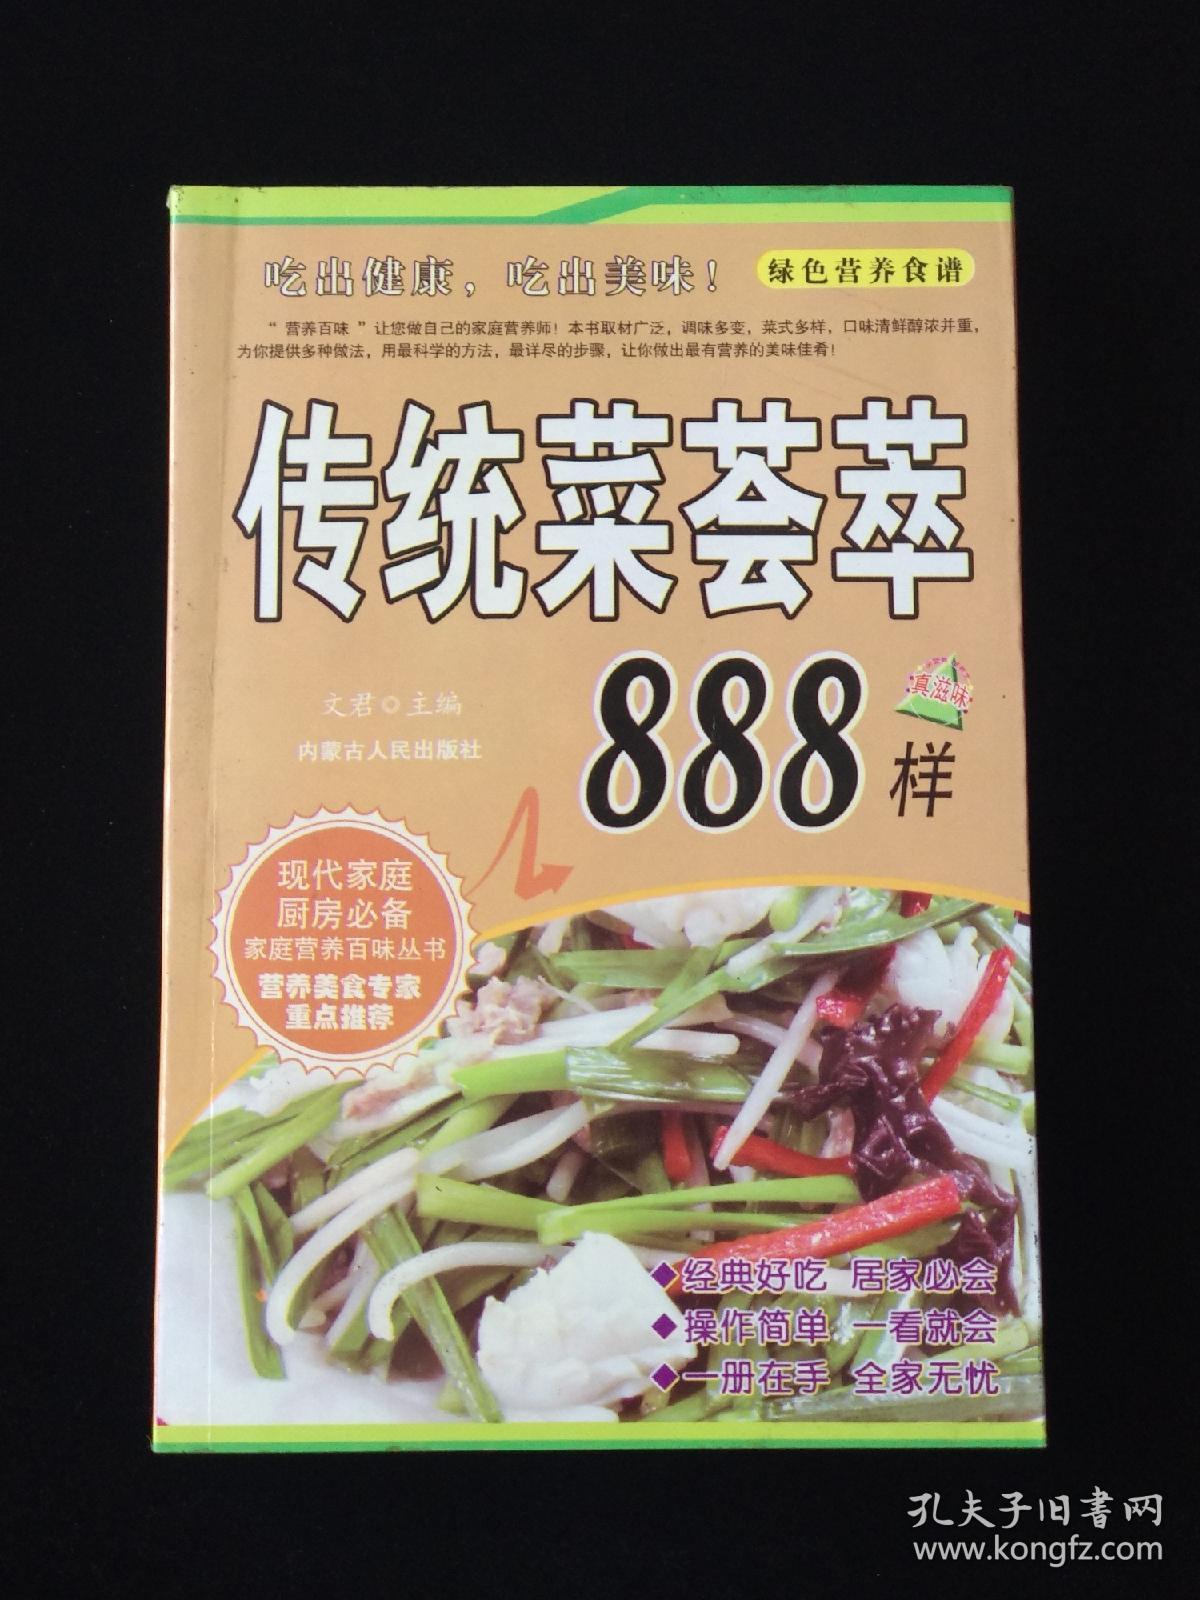 吃出健康，吃出美味！
绿色营养食谱
“营养百味”让您做自己的家庭营养师！本书取材广泛，调味多变，菜式多样，口味清鲜醇浓并重，
为你提供多种做法，用最科学的方法，最详尽的步骤，让你做出最有营养的美味佳肴！
传统菜荟萃
888样
真滋味
文君◎主编
内蒙古人民出版社
现代家庭
厨房必备
家庭营养百味丛书
营养美食专家
重点推荐
◆经典好吃 居家必会
◆操作简单 一看就会
◆一册在手 全家无忧
孔夫子旧书网
www.kongfz.com